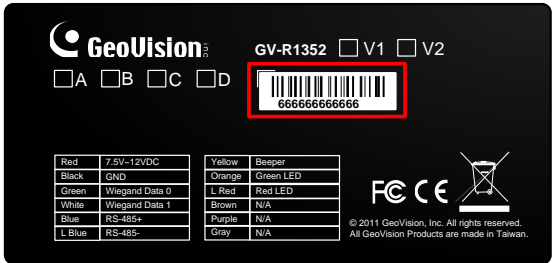 GeoVision INC
GV-R1352 V1 V2
A B C D
666666666666
Red 7.5V~12VDC
Black GND
Green Wiegand Data 0
White Wiegand Data 1
Blue RS-485+
L Blue RS-485-
Yellow Beeper
Orange Green LED
L Red Red LED
Brown N/A
Purple N/A
Gray N/A
FC CE
© 2011 GeoVision, Inc. All rights reserved.
All GeoVision Products are made in Taiwan.